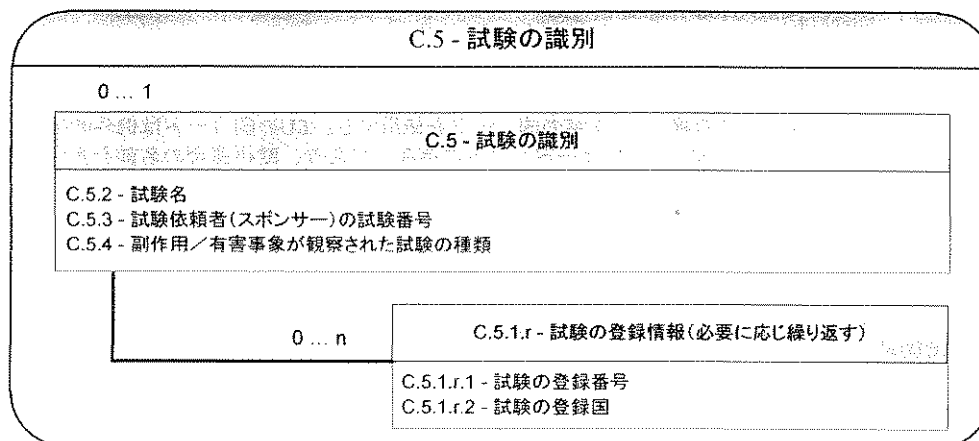 C.5 - 試験の識別
0 ... 1
C.5 - 試験の識別
C.5.2 - 試験名
C.5.3 - 試験依頼者(スポンサー)の試験番号
C.5.4 - 副作用／有害事象が観察された試験の種類
0 ... n
C.5.1.r - 試験の登録情報(必要に応じ繰り返す)
C.5.1.r.1 - 試験の登録番号
C.5.1.r.2 - 試験の登録国